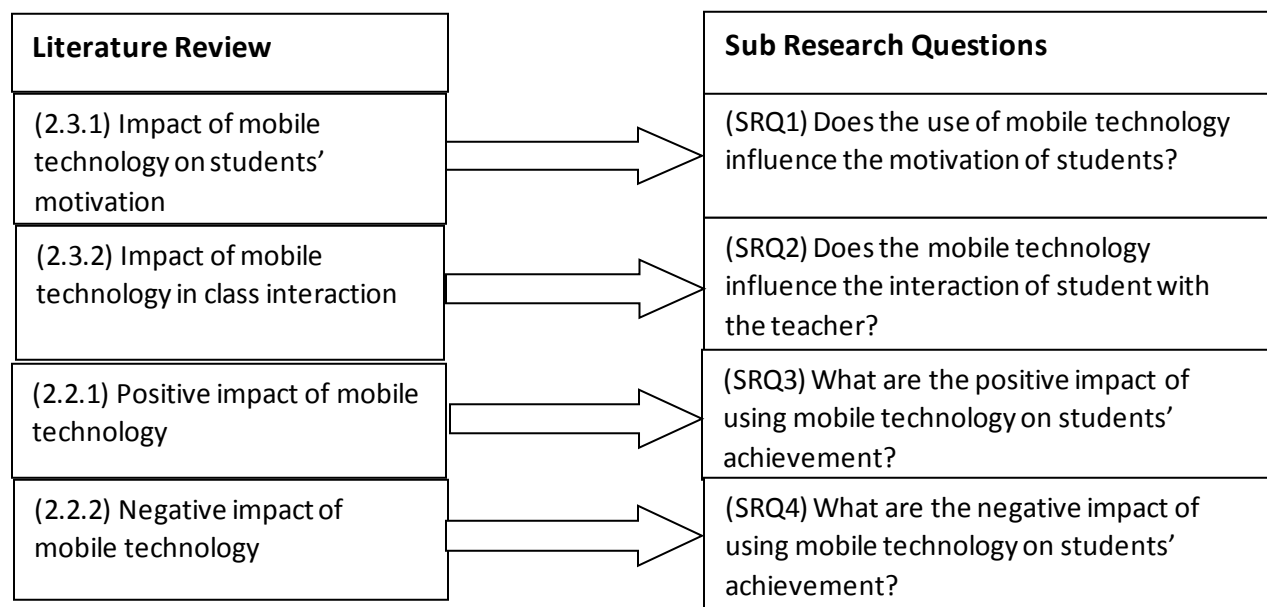 Literature Review
Sub Research Questions
(2.3.1) Impact of mobile
technology on students’
motivation
(SRQ1) Does the use of mobile technology
influence the motivation of students?
(2.3.2) Impact of mobile
technology in class interaction
(SRQ2) Does the mobile technology
influence the interaction of student with
the teacher?
(2.2.1) Positive impact of mobile
technology
(SRQ3) What are the positive impact of
using mobile technology on students’
achievement?
(2.2.2) Negative impact of
mobile technology
(SRQ4) What are the negative impact of
using mobile technology on students’
achievement?